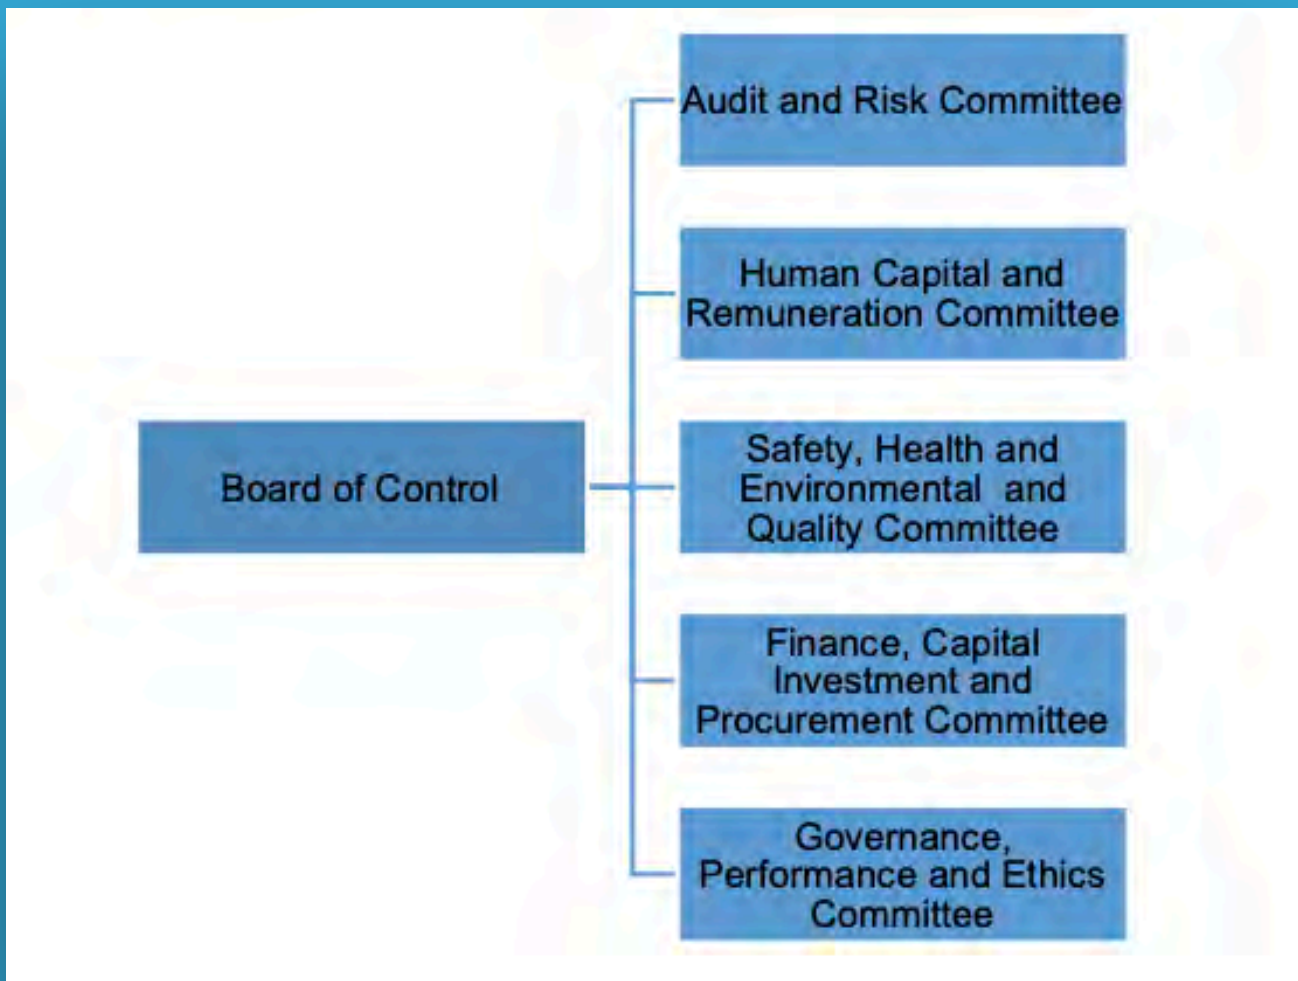 Audit and Risk Committee
Human Capital and
Remuneration Committee
Board of Control
Safety, Health and
Environmental and
Quality Committee
Finance, Capital
Investment and
Procurement Committee
Governance,
Performance and Ethics
Committee